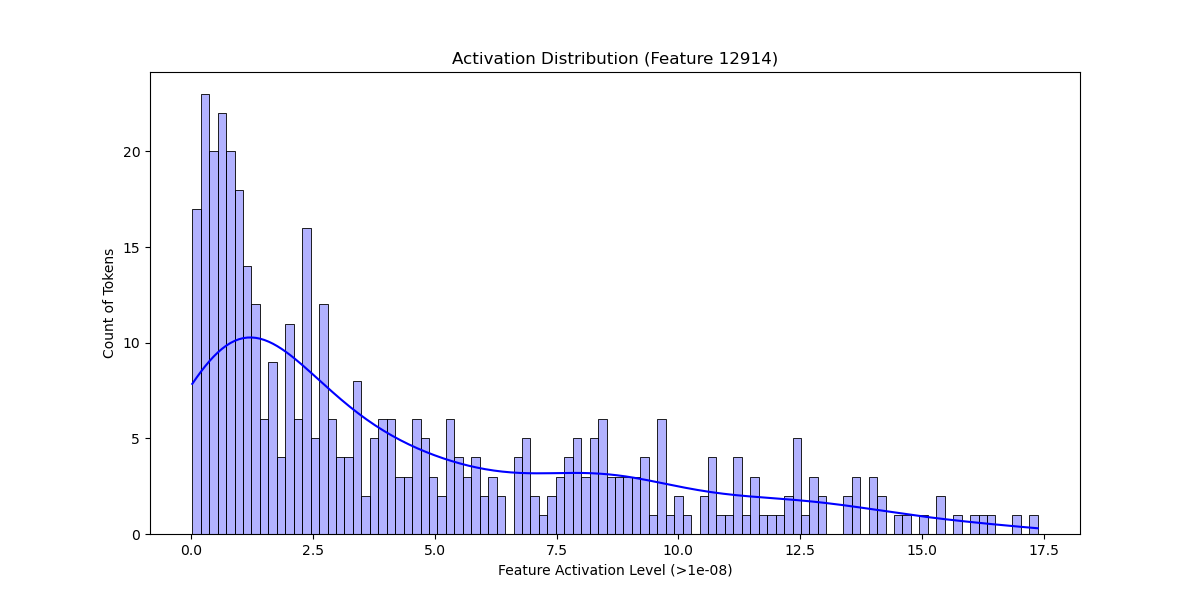 Activation Distribution (Feature 12914)
Count of Tokens
20
15
10
5
0
0.0 2.5 5.0 7.5 10.0 12.5 15.0 17.5
Feature Activation Level (>1e-08)